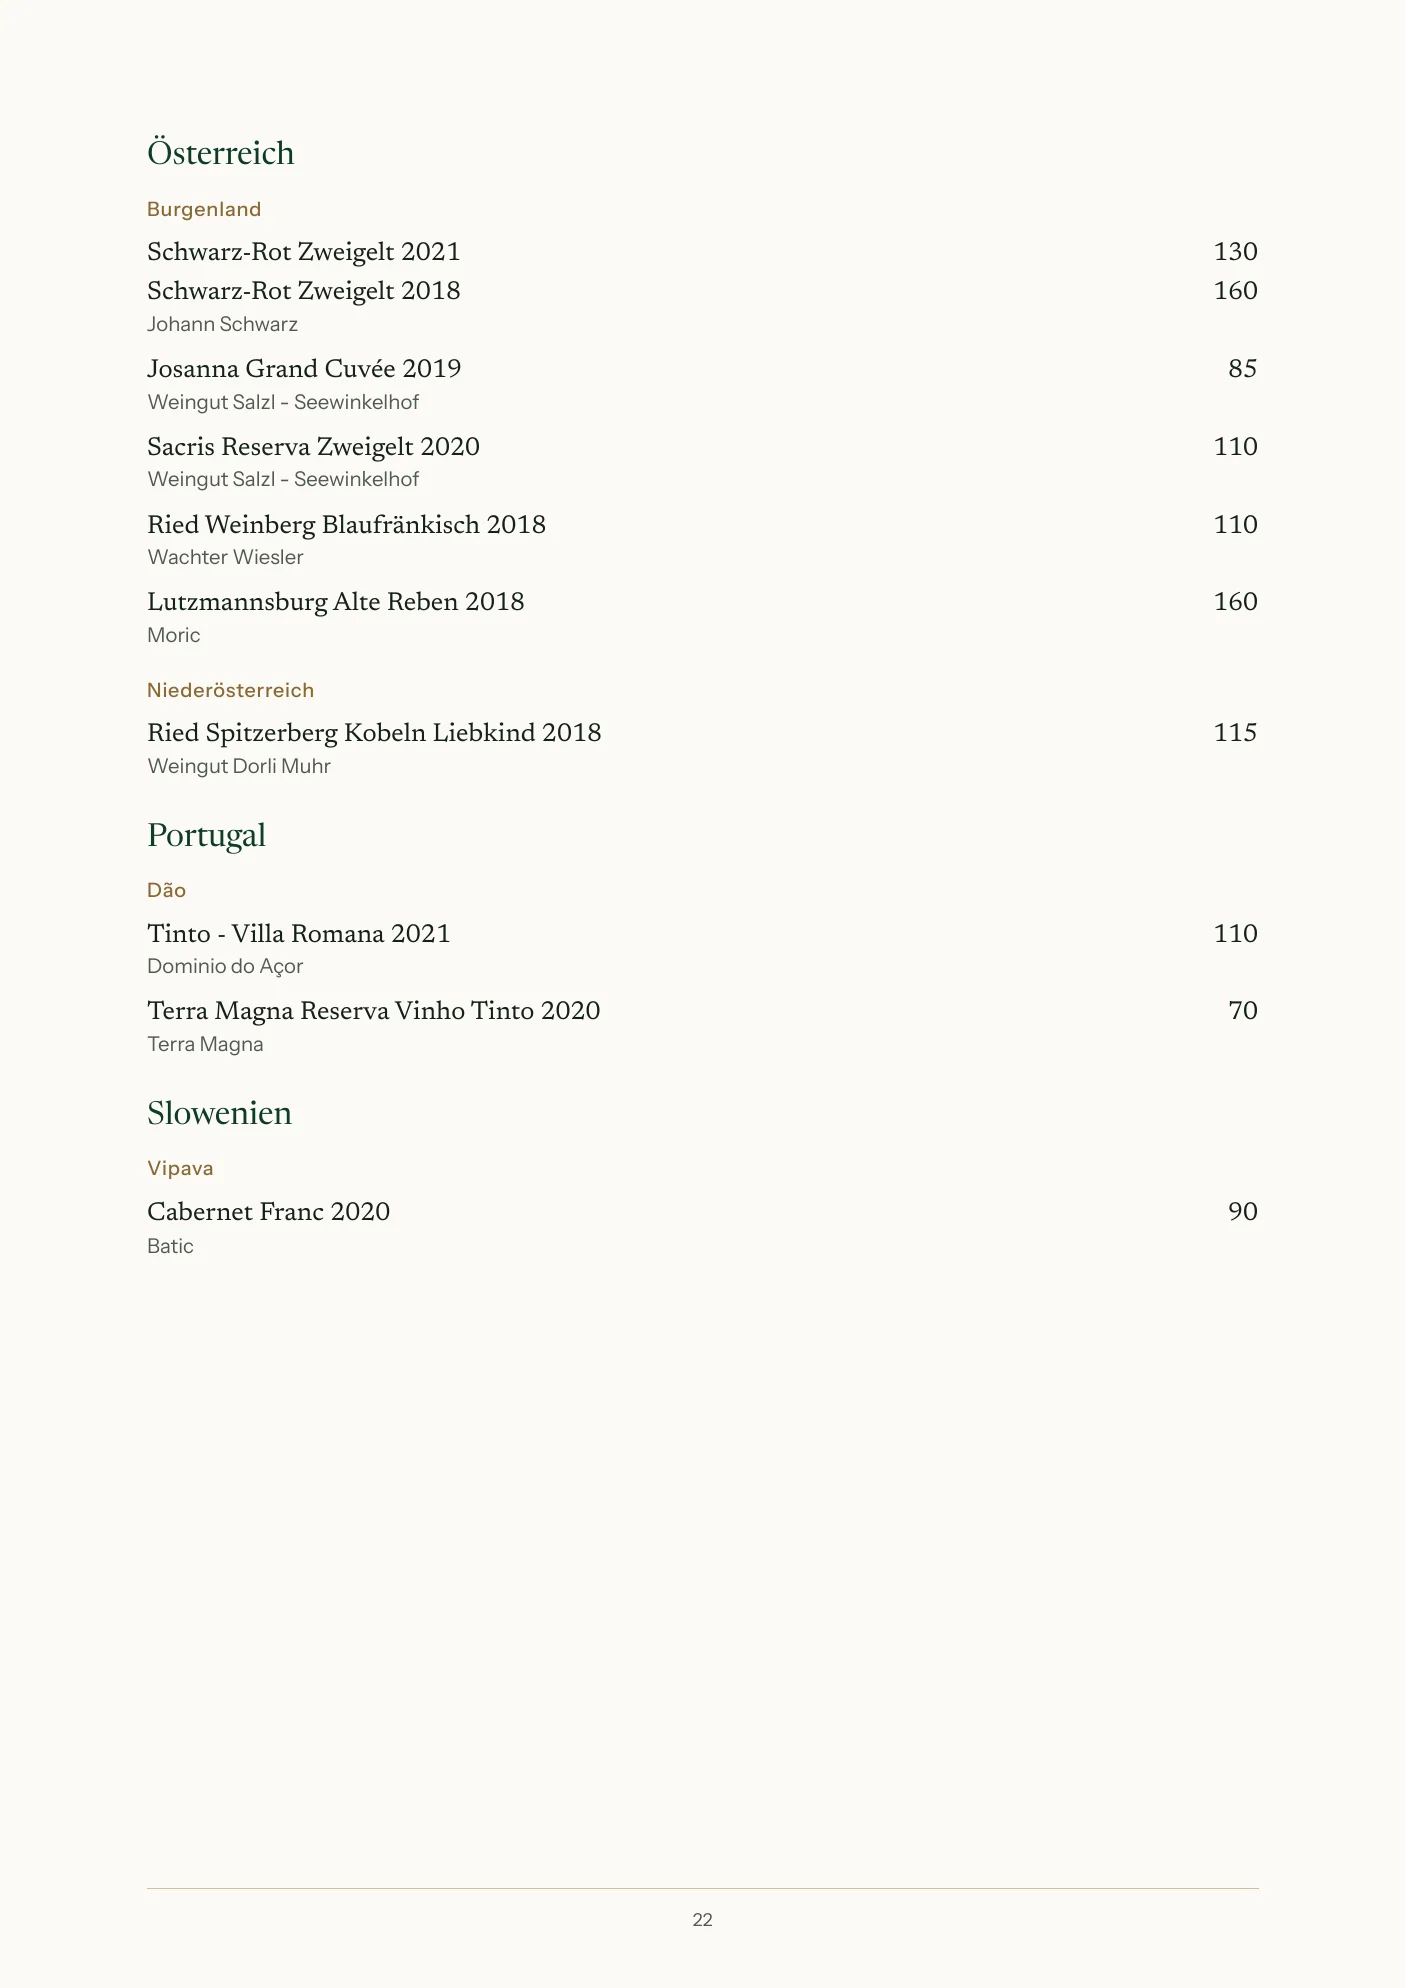 Österreich
Burgenland
Schwarz-Rot Zweigelt 2021 130
Schwarz-Rot Zweigelt 2018 160
Johann Schwarz
Josanna Grand Cuvée 2019 85
Weingut Salzl - Seewinkelhof
Sacris Reserva Zweigelt 2020 110
Weingut Salzl - Seewinkelhof
Ried Weinberg Blaufränkisch 2018 110
Wachter Wiesler
Lutzmannsburg Alte Reben 2018 160
Moric
Niederösterreich
Ried Spitzerberg Kobeln Liebkind 2018 115
Weingut Dorli Muhr
Portugal
Dão
Tinto - Villa Romana 2021 110
Dominio do Açor
Terra Magna Reserva Vinho Tinto 2020 70
Terra Magna
Slowenien
Vipava
Cabernet Franc 2020 90
Batic
22